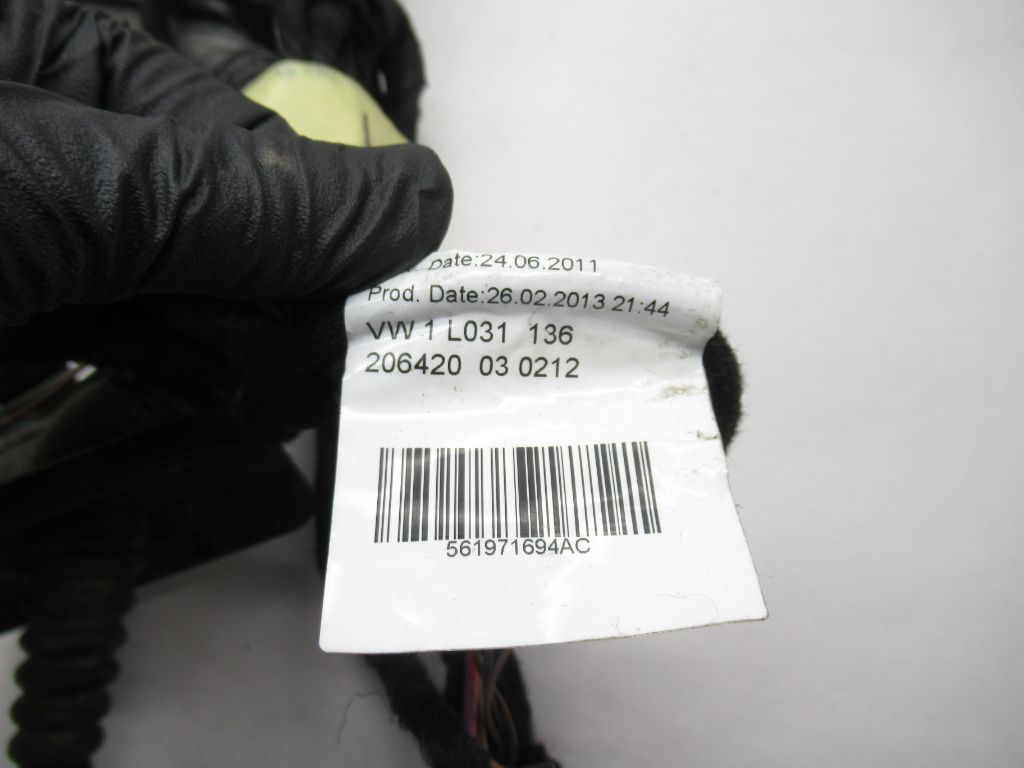 Date:24.06.2011
Prod. Date:26.02.2013 21:44
VW 1 L031 136
206420 03 0212
561971694AC